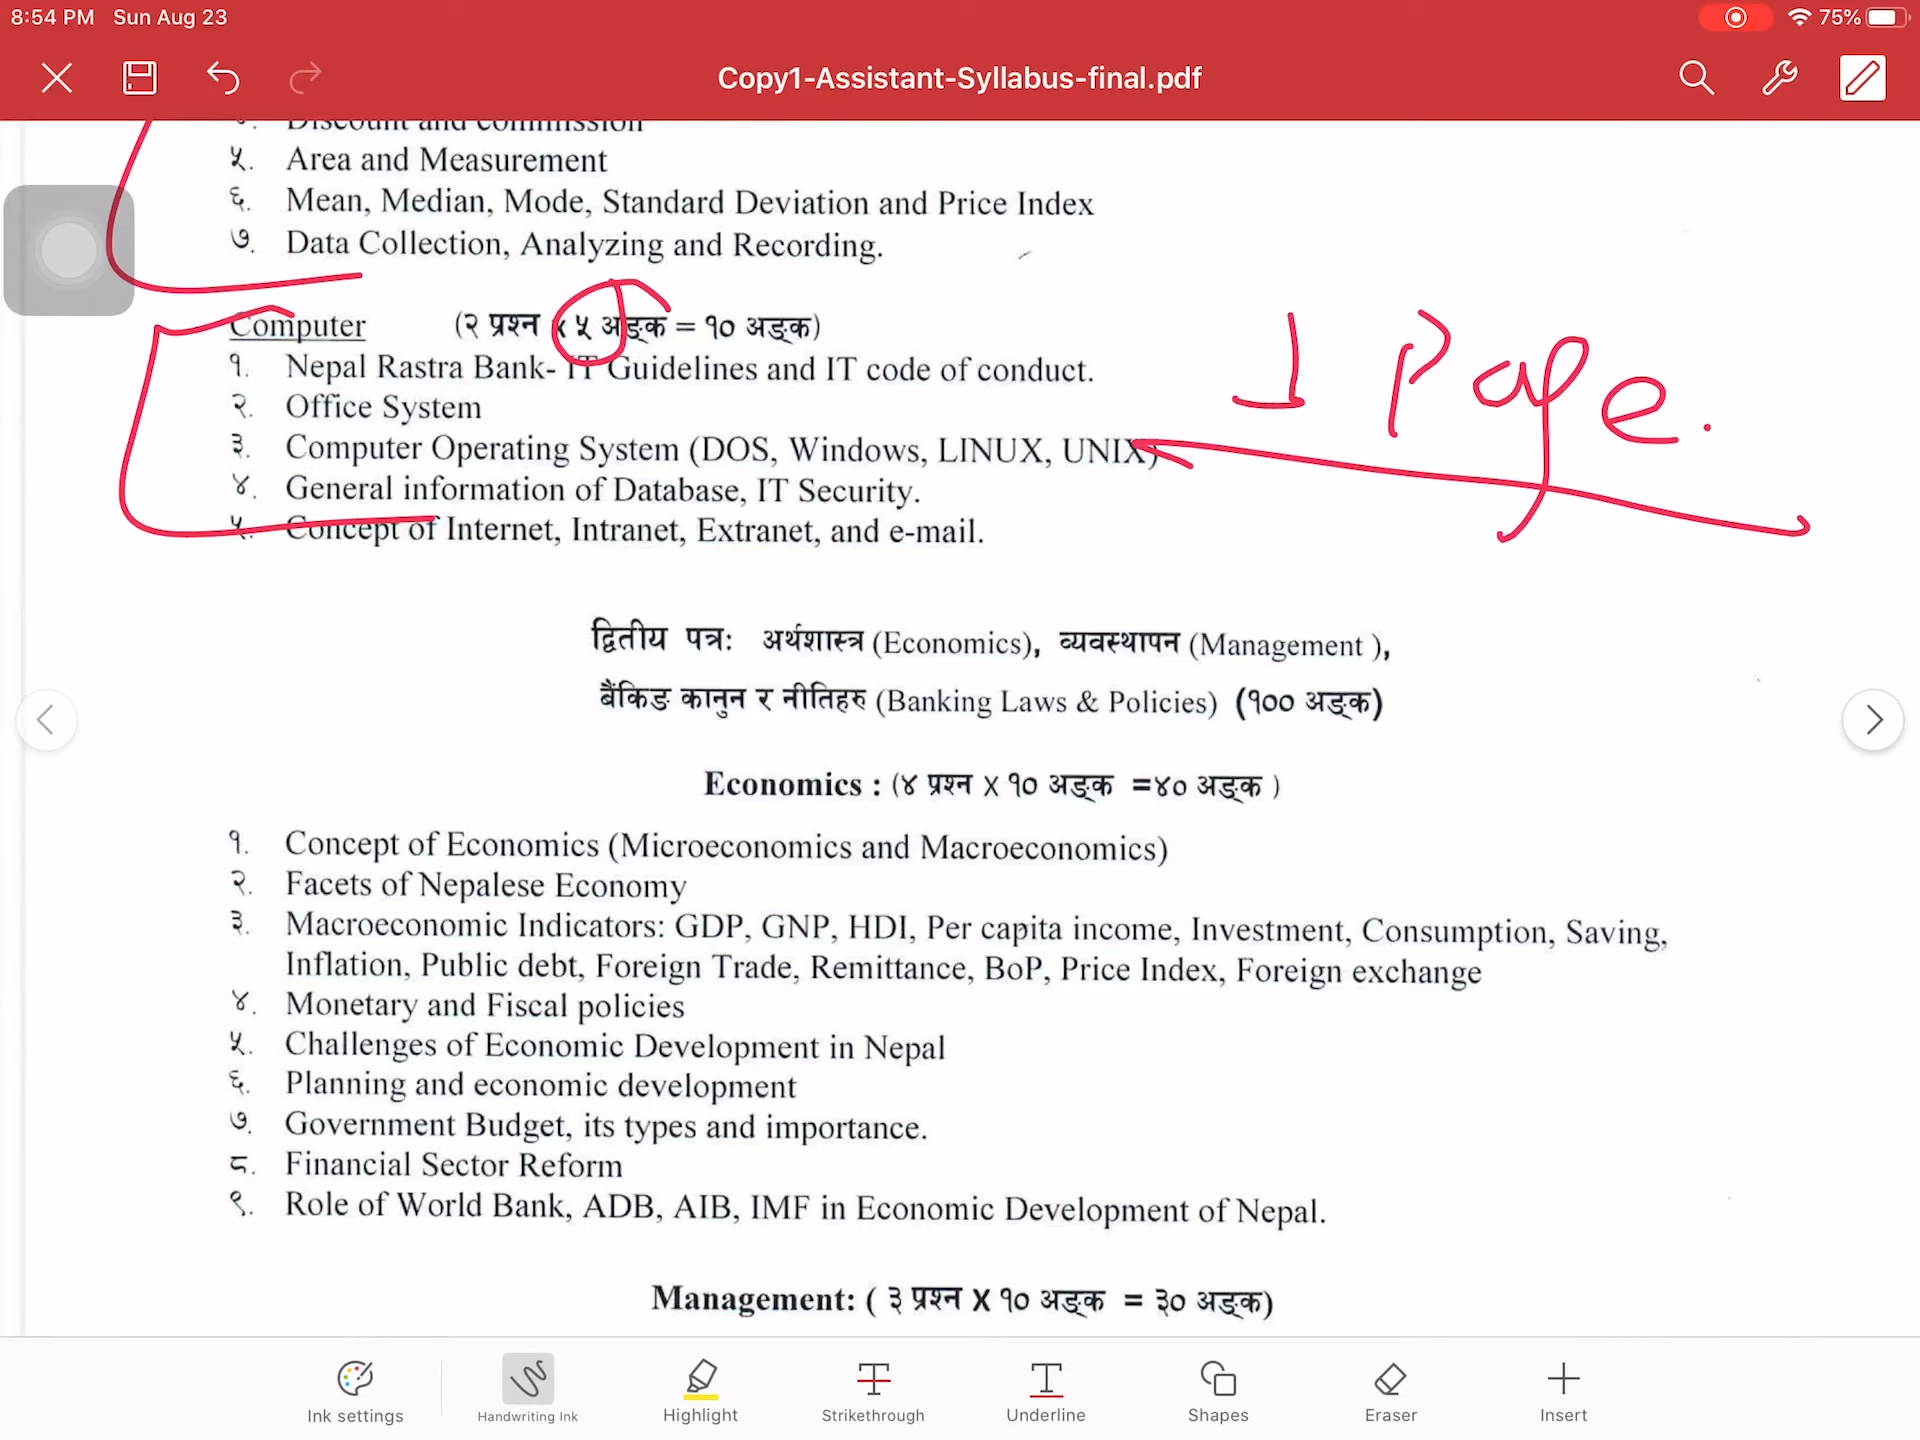 8:54 PM Sun Aug 23 75%
Copy1-Assistant-Syllabus-final.pdf
Discount and commission
५. Area and Measurement
६. Mean, Median, Mode, Standard Deviation and Price Index
७. Data Collection, Analyzing and Recording.
Computer (२ प्रश्न x ५ अङ्क = १० अङ्क)
१. Nepal Rastra Bank- IT Guidelines and IT code of conduct.
1 Page.
२. Office System
३. Computer Operating System (DOS, Windows, LINUX, UNIX)
४. General information of Database, IT Security.
५. Concept of Internet, Intranet, Extranet, and e-mail.
द्वितीय पत्र: अर्थशास्त्र (Economics), व्यवस्थापन (Management ),
बैंकिङ कानुन र नीतिहरु (Banking Laws & Policies) (१०० अङ्क)
Economics : (४ प्रश्न X १० अङ्क =४० अङ्क )
१. Concept of Economics (Microeconomics and Macroeconomics)
२. Facets of Nepalese Economy
३. Macroeconomic Indicators: GDP, GNP, HDI, Per capita income, Investment, Consumption, Saving,
Inflation, Public debt, Foreign Trade, Remittance, BoP, Price Index, Foreign exchange
४. Monetary and Fiscal policies
५. Challenges of Economic Development in Nepal
६. Planning and economic development
७. Government Budget, its types and importance.
८. Financial Sector Reform
९. Role of World Bank, ADB, AIB, IMF in Economic Development of Nepal.
Management: ( ३ प्रश्न X १० अङ्क = ३० अङ्क)
Ink settings Handwriting Ink Highlight Strikethrough Underline Shapes Eraser Insert